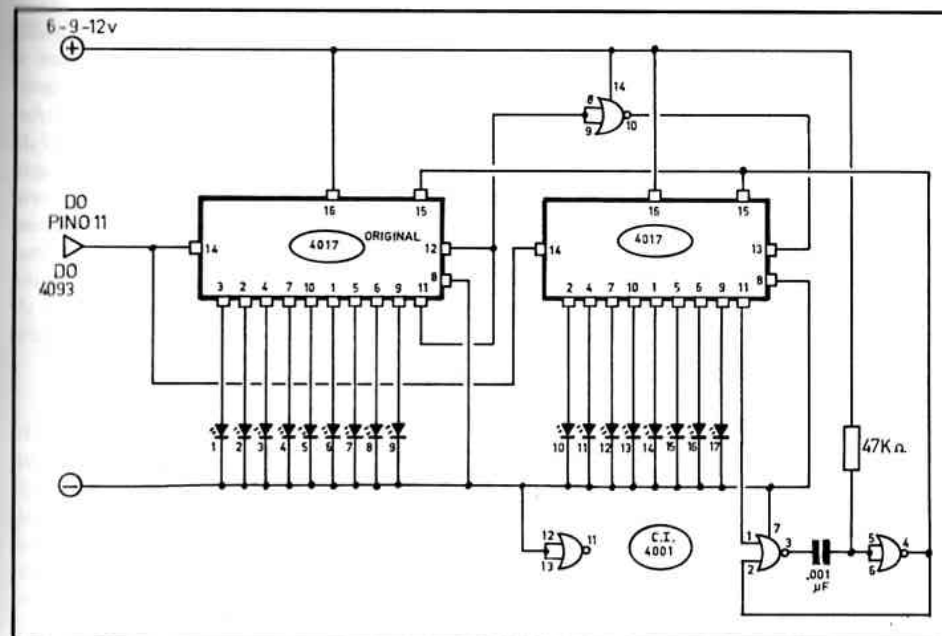 6-9-12v
+
14
8
9
10
16
15
16
15
DO
PINO 11
DO
4093
14
4017
ORIGINAL
12
8
14
4017
13
8
3 2 4 7 10 1 5 6 9 11
2 4 7 10 1 5 6 9 11
1 2 3 4 5 6 7 8 9
10 11 12 13 14 15 16 17
47KΩ
–
12
13
11
C.I.
4001
1
2
7
3
.001
µF
5
6
4